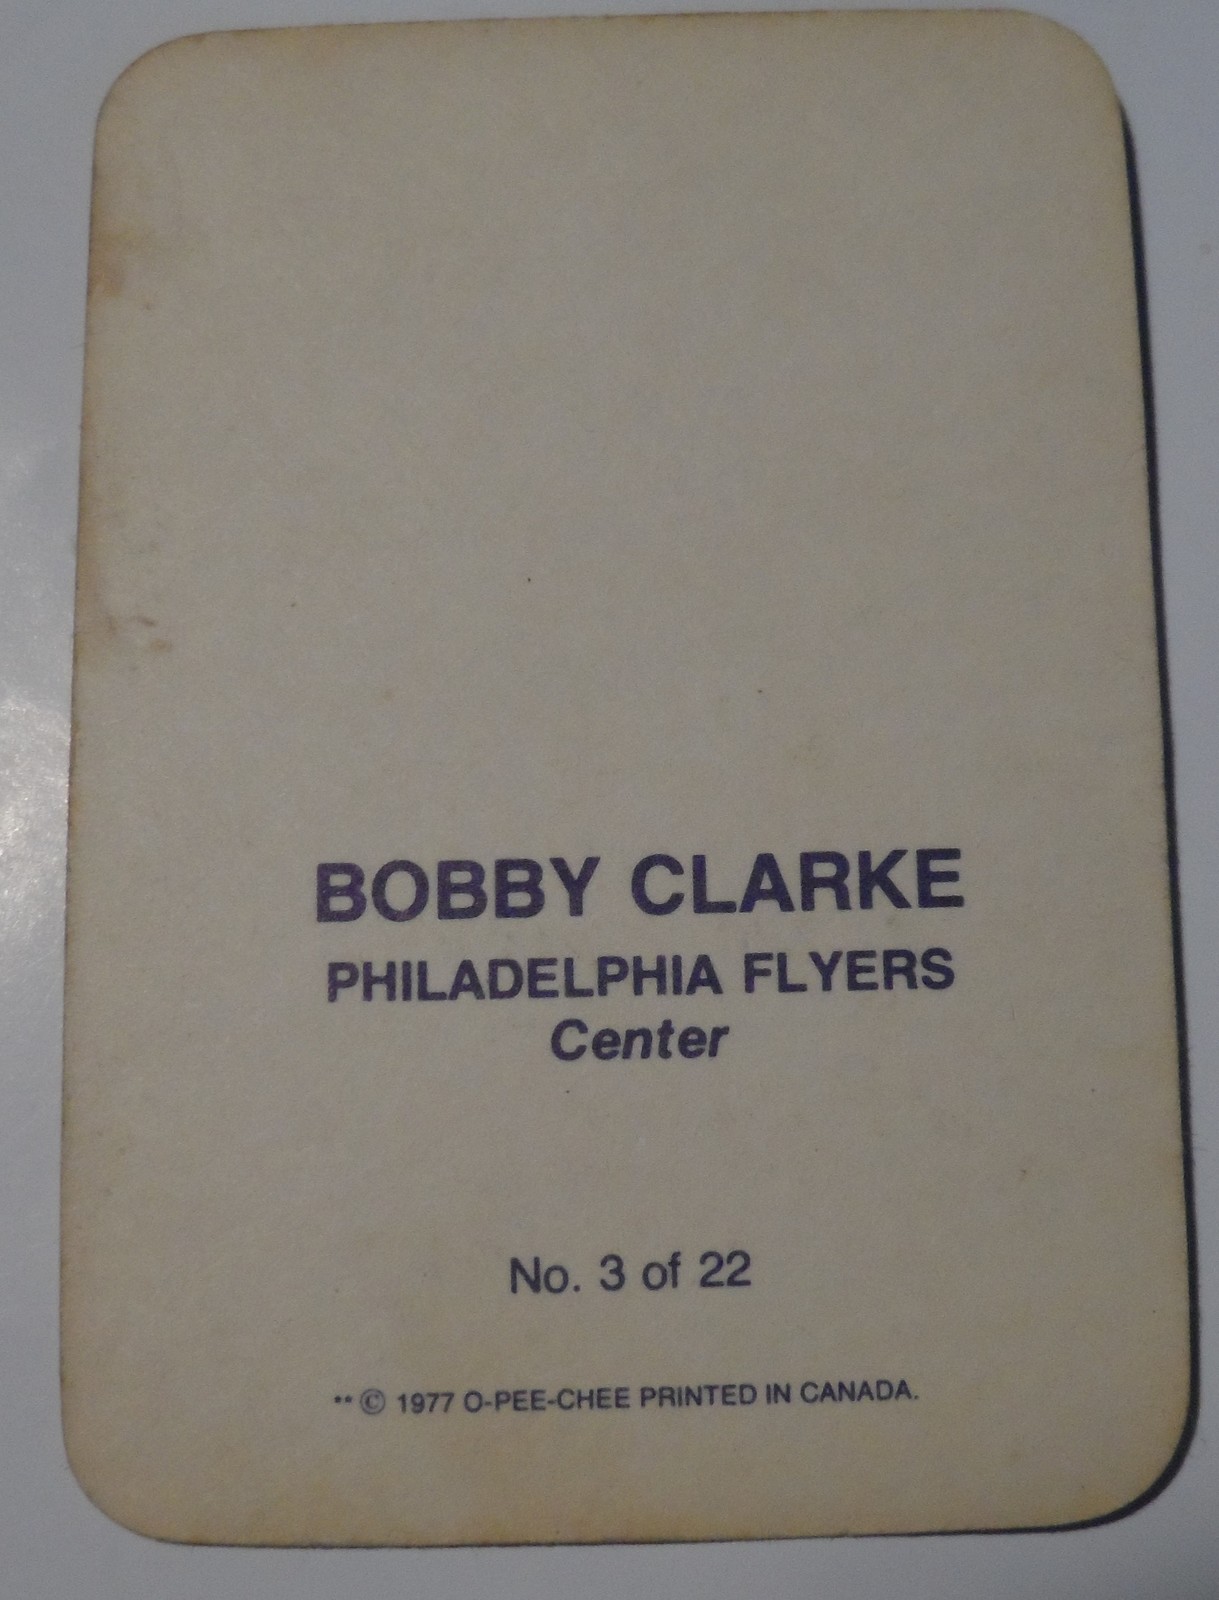 BOBBY CLARKE
PHILADELPHIA FLYERS
Center
No. 3 of 22
** © 1977 O-PEE-CHEE PRINTED IN CANADA.